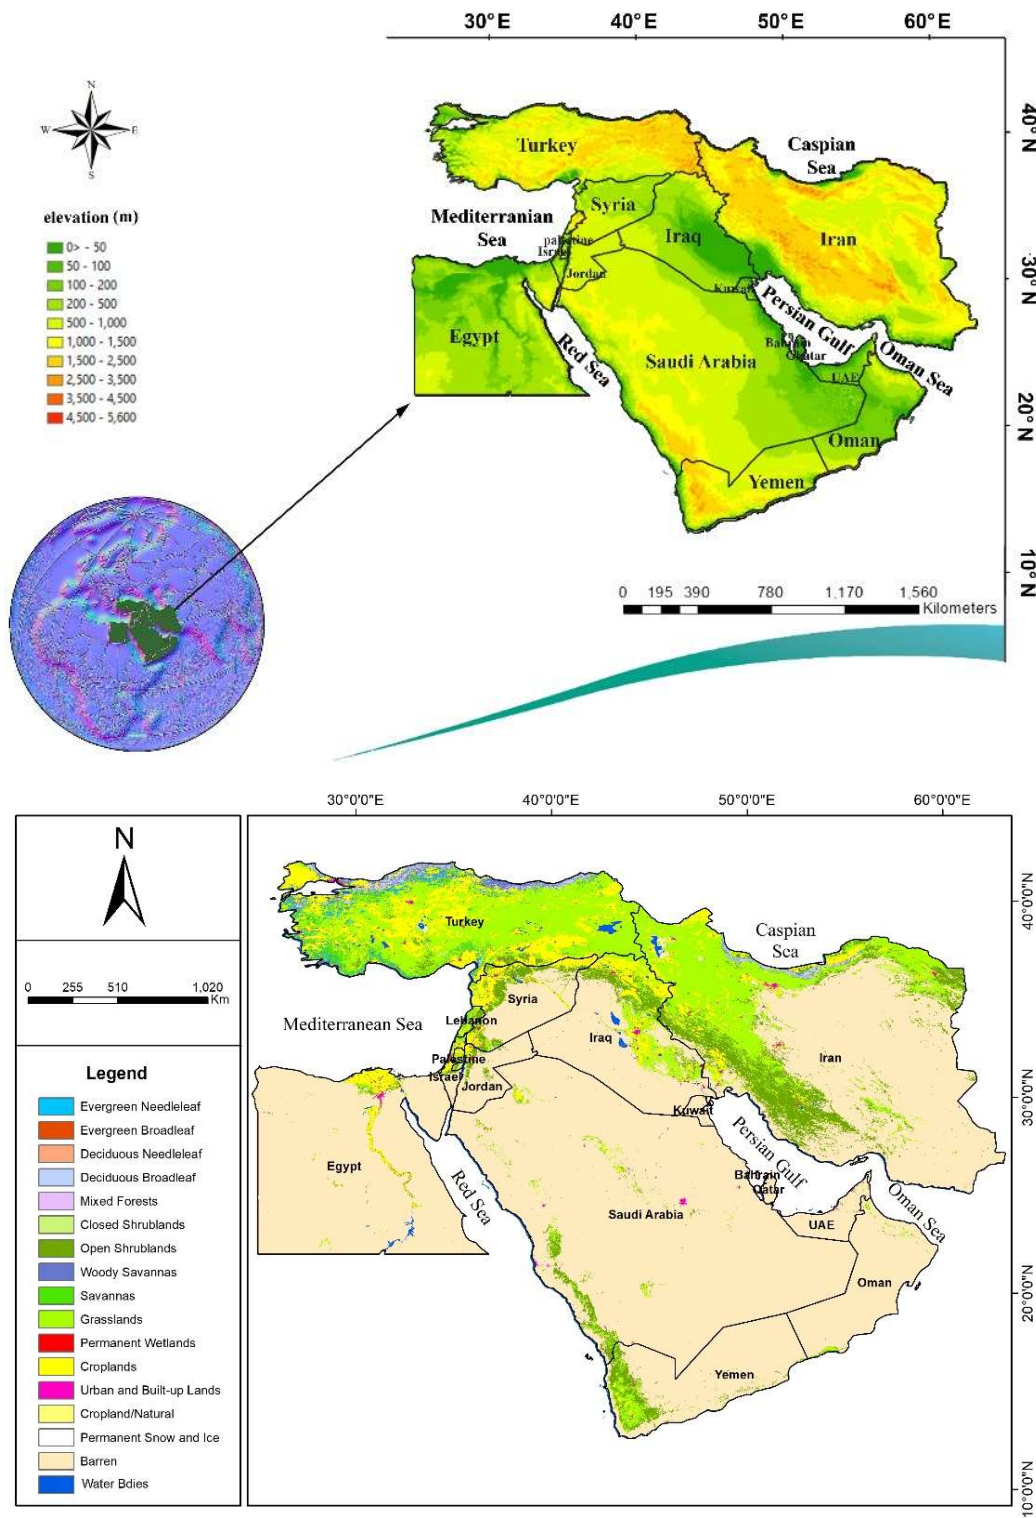 30°E 40°E 50°E 60°E
N
W E
S
elevation (m)
0> - 50
50 - 100
100 - 200
200 - 500
500 - 1,000
1,000 - 1,500
1,500 - 2,500
2,500 - 3,500
3,500 - 4,500
4,500 - 5,600
40°N
30°N
20°N
10°N
Turkey
Caspian
Sea
Syria
Mediterranian
Sea
palestine
Israel
Iraq
Iran
Jordan
Kuwait
Persian Gulf
Egypt
Red Sea
Saudi Arabia
Bahrain
Qatar
UAE
Oman Sea
Oman
Yemen
0 195 390 780 1,170 1,560
Kilometers
30°0'0"E 40°0'0"E 50°0'0"E 60°0'0"E
N
0 255 510 1,020
Km
Legend
Evergreen Needleleaf
Evergreen Broadleaf
Deciduous Needleleaf
Deciduous Broadleaf
Mixed Forests
Closed Shrublands
Open Shrublands
Woody Savannas
Savannas
Grasslands
Permanent Wetlands
Croplands
Urban and Built-up Lands
Cropland/Natural
Permanent Snow and Ice
Barren
Water Bdies
40°0'0"N
30°0'0"N
20°0'0"N
10°0'0"N
Turkey
Caspian
Sea
Syria
Mediterranean Sea
Lebanon
Iraq
Palestine
Iran
Israel
Jordan
Kuwait
Persian Gulf
Egypt
Red Sea
Bahrain
Qatar
Saudi Arabia
UAE
Oman Sea
Oman
Yemen